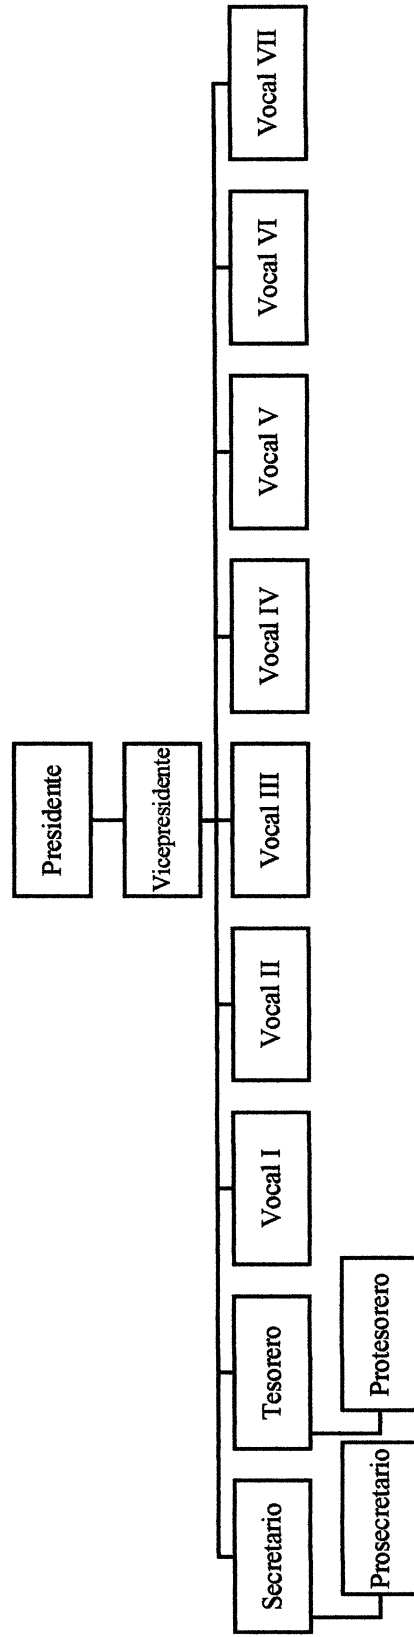 Presidente
Vicepresidente
Secretario
Tesorero
Vocal I
Vocal II
Vocal III
Vocal IV
Vocal V
Vocal VI
Vocal VII
Prosecretario
Protesorero